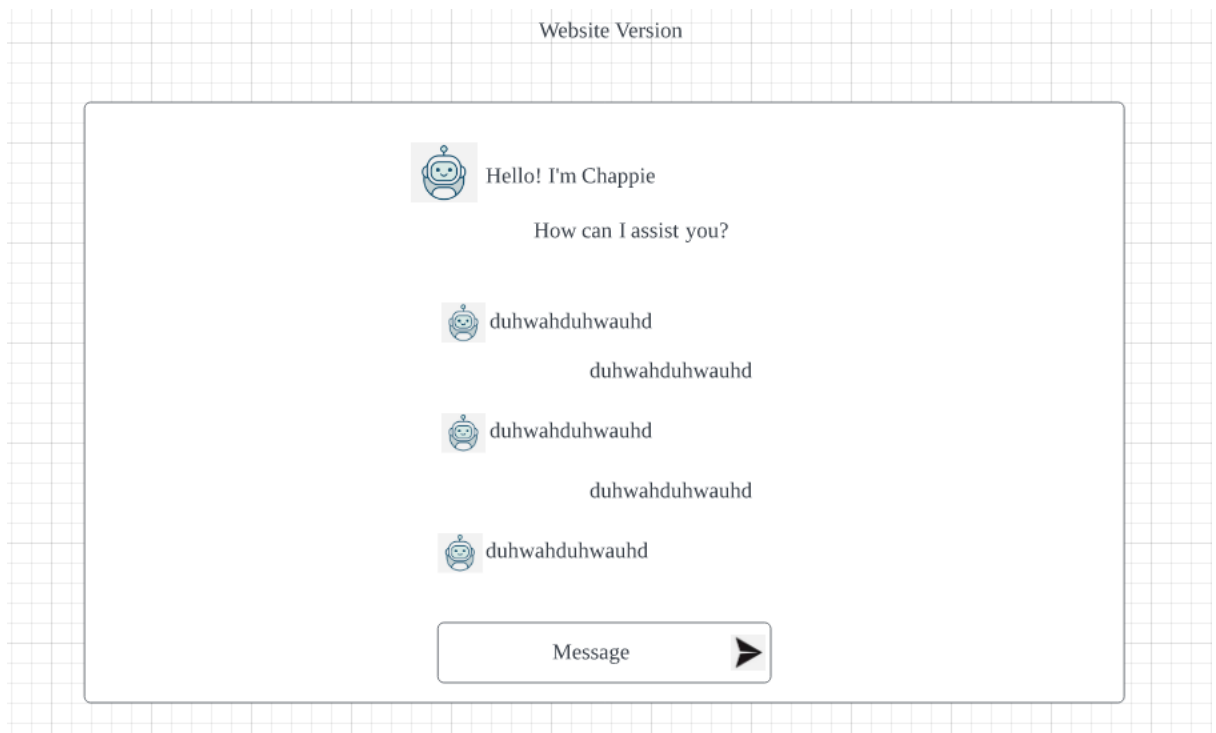 Website Version
Hello! I'm Chappie
How can I assist you?
duhwahduhwauhd
duhwahduhwauhd
duhwahduhwauhd
duhwahduhwauhd
duhwahduhwauhd
Message